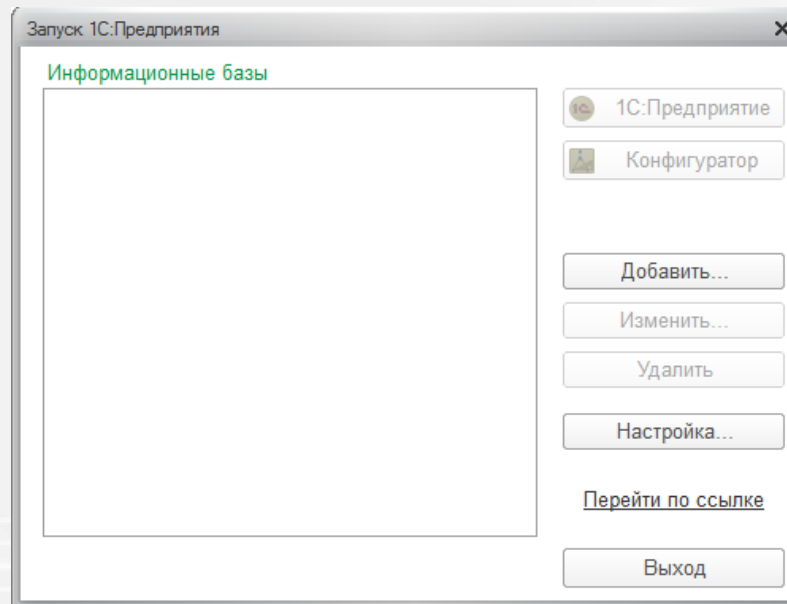 Запуск 1С:Предприятия
Информационные базы
1С:Предприятие
Конфигуратор
Добавить...
Изменить...
Удалить
Настройка...
Перейти по ссылке
Выход